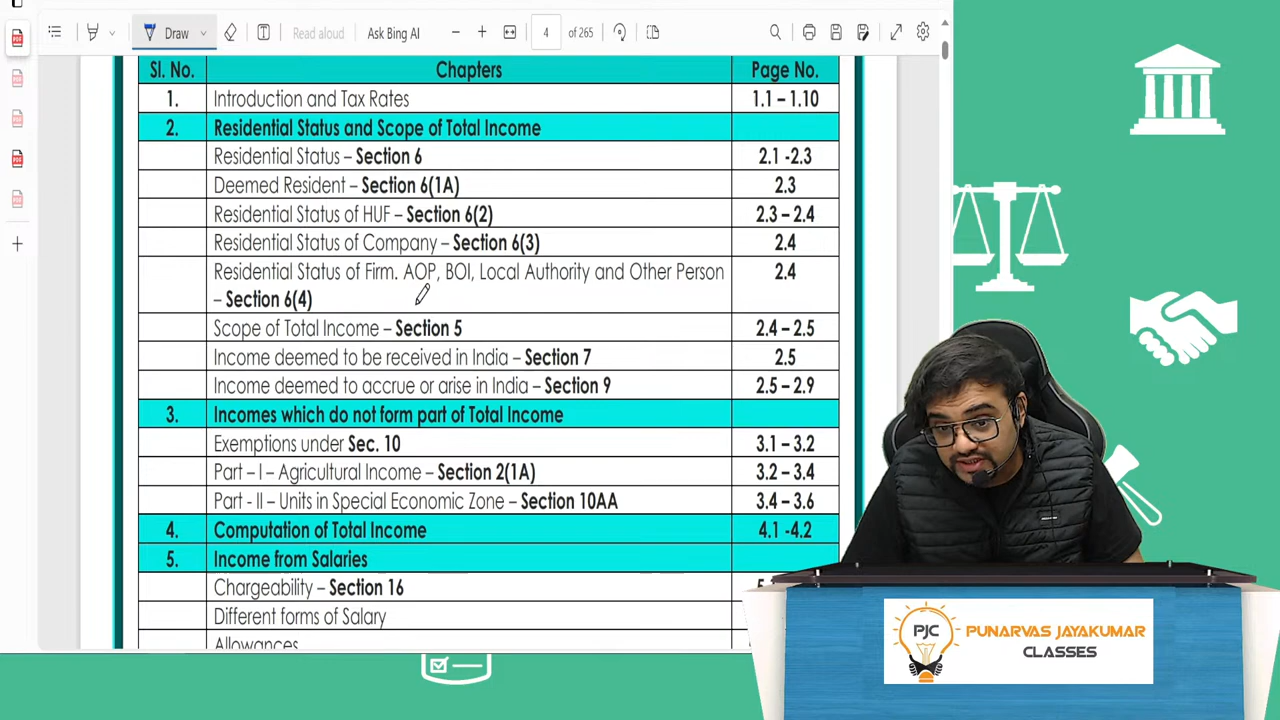 Draw
Read aloud
Ask Bing AI
4 of 265
Sl. No. Chapters Page No.
1. Introduction and Tax Rates 1.1 – 1.10
2. Residential Status and Scope of Total Income
Residential Status – Section 6 2.1 -2.3
Deemed Resident – Section 6(1A) 2.3
Residential Status of HUF – Section 6(2) 2.3 – 2.4
Residential Status of Company – Section 6(3) 2.4
Residential Status of Firm. AOP, BOI, Local Authority and Other Person 2.4
– Section 6(4)
Scope of Total Income – Section 5 2.4 – 2.5
Income deemed to be received in India – Section 7 2.5
Income deemed to accrue or arise in India – Section 9 2.5 – 2.9
3. Incomes which do not form part of Total Income
Exemptions under Sec. 10 3.1 – 3.2
Part – I – Agricultural Income – Section 2(1A) 3.2 – 3.4
Part - II – Units in Special Economic Zone – Section 10AA 3.4 – 3.6
4. Computation of Total Income 4.1 -4.2
5. Income from Salaries
Chargeability – Section 16
Different forms of Salary
Allowances
PJC PUNARVAS JAYAKUMAR
CLASSES